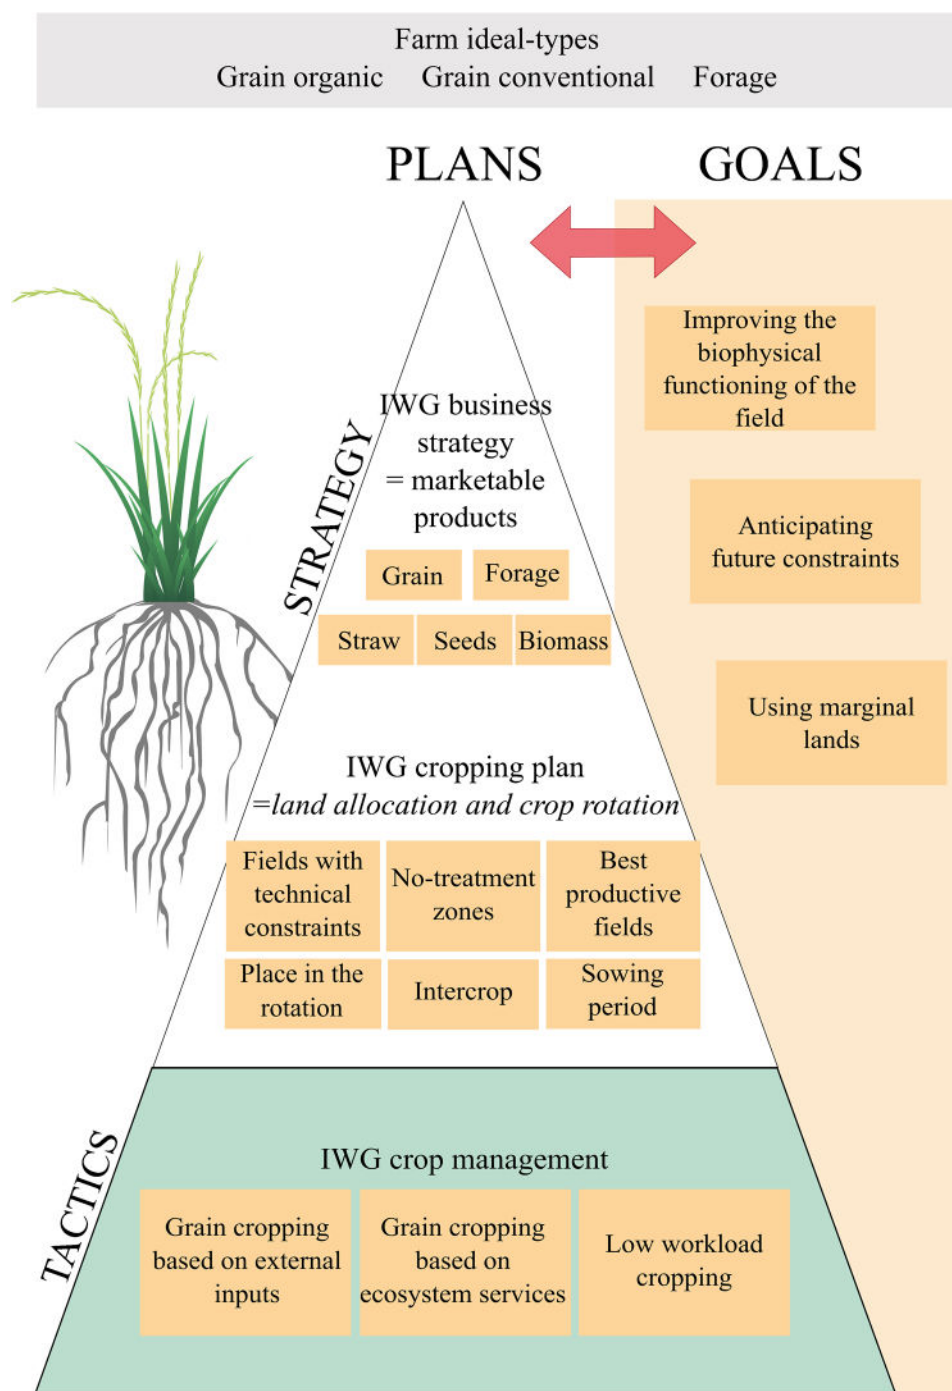 Farm ideal-types
Grain organic Grain conventional Forage
PLANS
GOALS
STRATEGY
IWG business
strategy
= marketable
products
Grain
Forage
Straw
Seeds
Biomass
IWG cropping plan
=land allocation and crop rotation
Fields with
technical
constraints
No-treatment
zones
Best
productive
fields
Place in the
rotation
Intercrop
Sowing
period
TACTICS
IWG crop management
Grain cropping
based on external
inputs
Grain cropping
based on
ecosystem services
Low workload
cropping
Improving the
biophysical
functioning of the
field
Anticipating
future constraints
Using marginal
lands